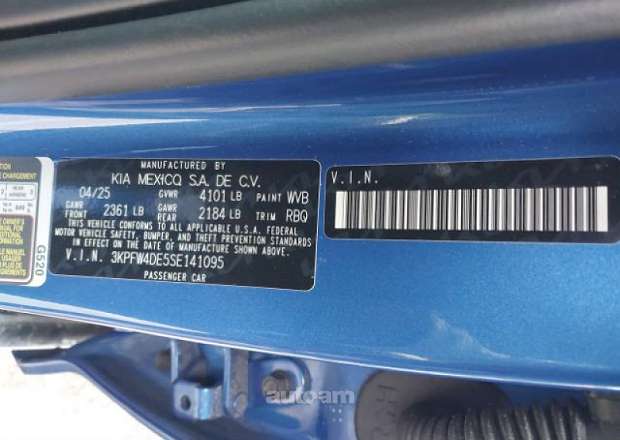 MANUFACTURED BY
KIA MEXICO, S.A. DE C.V.
04/25 GVWR 4101 LB PAINT WVB
GAWR FRONT 2361 LB GAWR REAR 2184 LB TRIM RBQ
THIS VEHICLE CONFORMS TO ALL APPLICABLE U.S.A. FEDERAL
MOTOR VEHICLE SAFETY, BUMPER, AND THEFT PREVENTION STANDARDS
IN EFFECT ON THE DATE OF MANUFACTURE SHOWN ABOVE.
V.I.N. 3KPFW4DE5SE141095
PASSENGER CAR
V.I.N.
G520
autoam